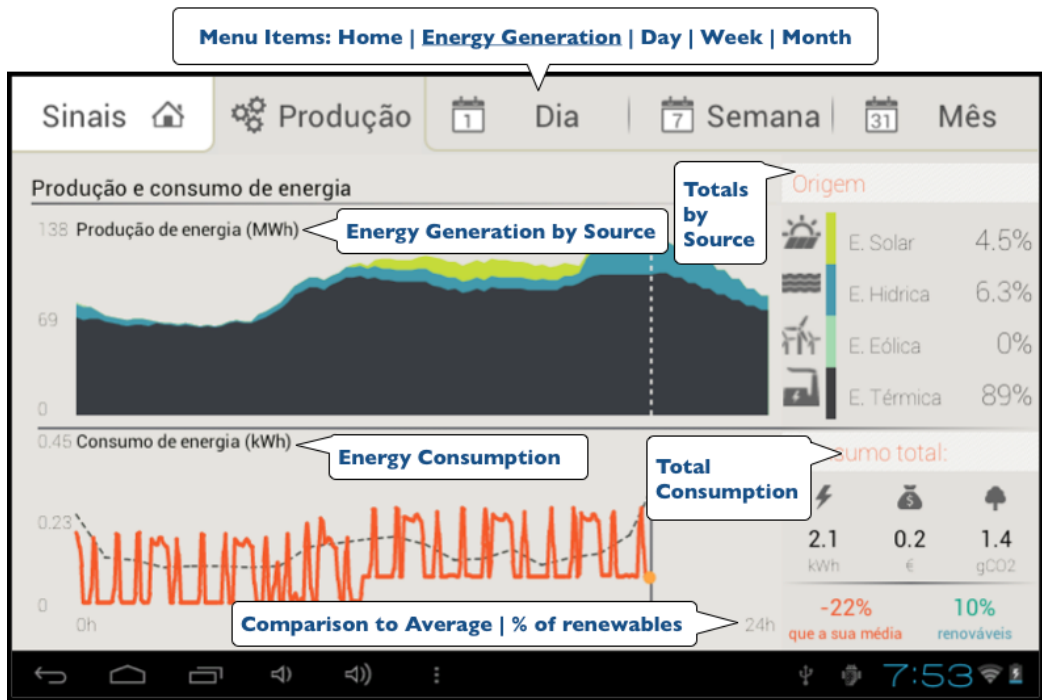 Menu Items: Home | Energy Generation | Day | Week | Month
Sinais
Produção
1
Dia
7
Semana
31
Mês
Produção e consumo de energia
138
Produção de energia (MWh)
Energy Generation by Source
69
0
Totals
by
Source
Origem
E. Solar
4.5%
E. Hidrica
6.3%
E. Eólica
0%
E. Térmica
89%
0.45
Consumo de energia (kWh)
Energy Consumption
0.23
0
0h
24h
Total
Consumption
sumo total:
2.1
kWh
0.2
€
1.4
gCO2
Comparison to Average | % of renewables
-22%
que a sua média
10%
renováveis
7:53